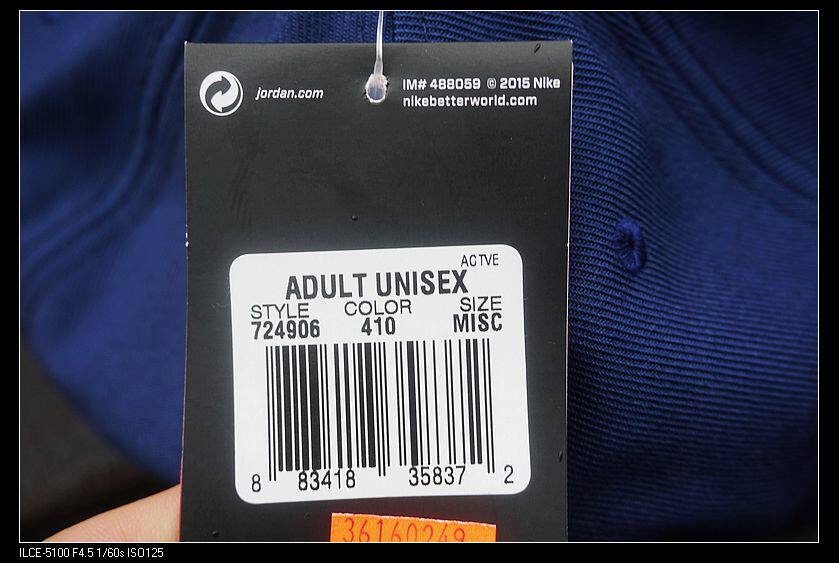 jordan.com
IM# 488059 © 2015 Nike
nikebetterworld.com
ACTVE
ADULT UNISEX
STYLE COLOR SIZE
724906 410 MISC
8 83418 35837 2
36160249
ILCE-5100 F4.5 1/60s ISO125